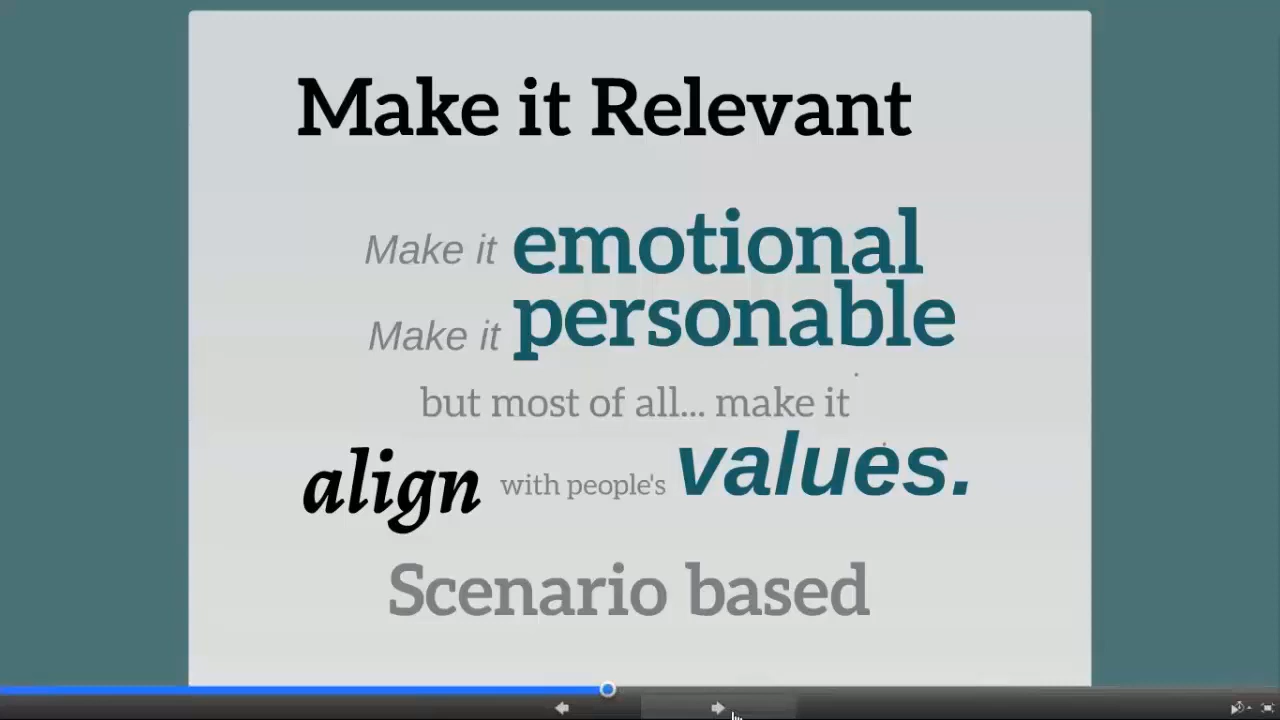 Make it Relevant
Make it emotional
Make it personable
but most of all... make it
align with people's values.
Scenario based